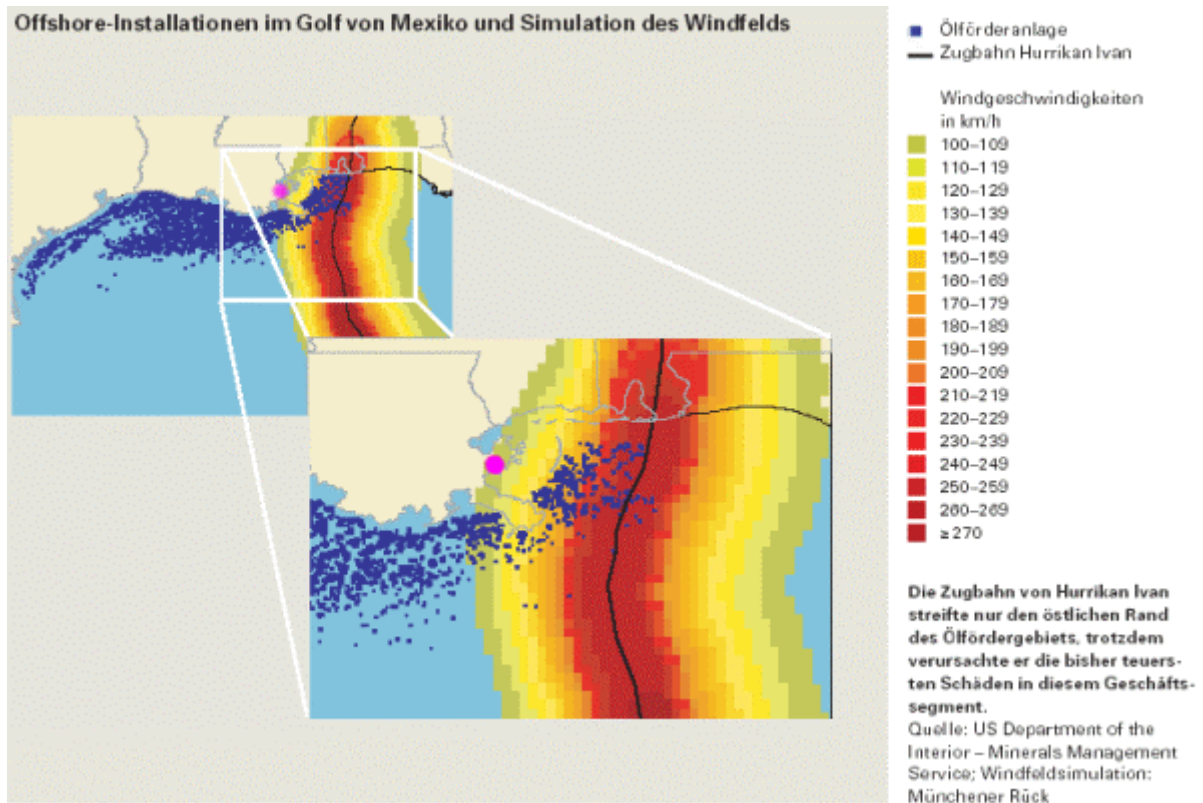 Offshore-Installationen im Golf von Mexiko und Simulation des Windfelds
Ölförderanlage
Zugbahn Hurrikan Ivan
Windgeschwindigkeiten
in km/h
100–109
110–119
120–129
130–139
140–149
150–159
160–169
170–179
180–189
190–199
200–209
210–219
220–229
230–239
240–249
250–259
260–269
≥ 270
Die Zugbahn von Hurrikan Ivan
streifte nur den östlichen Rand
des Ölfördergebiets, trotzdem
verursachte er die bisher teuers-
ten Schäden in diesem Geschäfts-
segment.
Quelle: US Department of the
Interior – Minerals Management
Service; Windfeldsimulation:
Münchener Rück